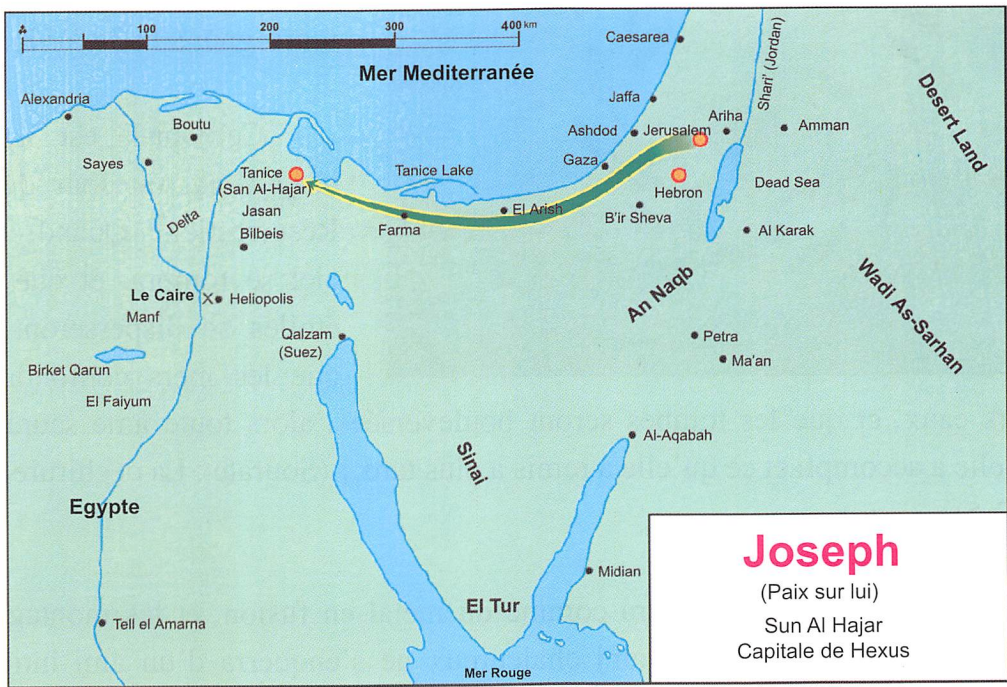 100
200
300
400 km
Mer Mediterranée
Caesarea
Shari' (Jordan)
Desert Land
Alexandria
Boutu
Jaffa
Ashdod
Jerusalem
Ariha
Amman
Sayes
Tanice
(San Al-Hajar)
Tanice Lake
Gaza
Hebron
Dead Sea
Delta
Jasan
Bilbeis
Farma
El Arish
B'ir Sheva
Al Karak
Le Caire
Heliopolis
Manf
An Naqb
Wadi As-Sarhan
Qalzam
(Suez)
Petra
Ma'an
Birket Qarun
El Faiyum
Sinai
Al-Aqabah
Egypte
Midian
El Tur
Tell el Amarna
Mer Rouge
Joseph
(Paix sur lui)
Sun Al Hajar
Capitale de Hexus